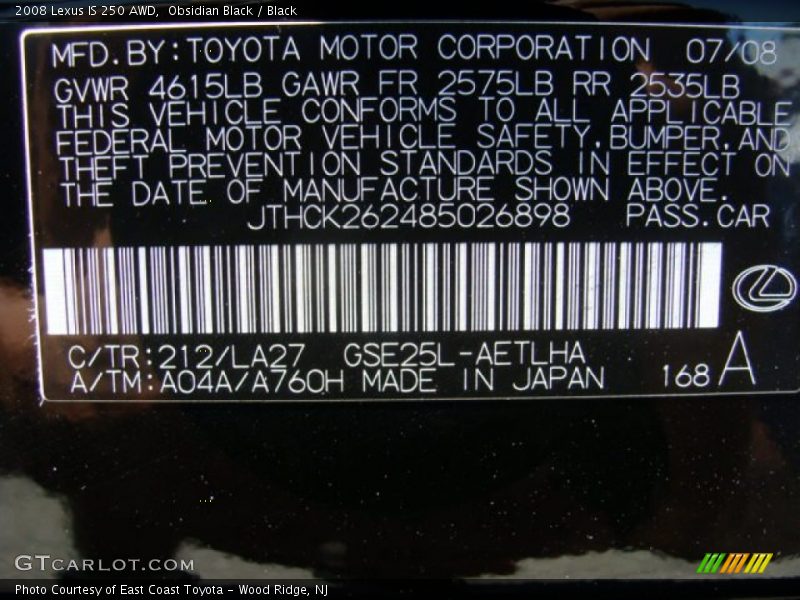 2008 Lexus IS 250 AWD, Obsidian Black / Black
MFD.BY:TOYOTA MOTOR CORPORATION 07/08
GVWR 4615LB GAWR FR 2575LB RR 2535LB
THIS VEHICLE CONFORMS TO ALL APPLICABLE
FEDERAL MOTOR VEHICLE SAFETY,BUMPER,AND
THEFT PREVENTION STANDARDS IN EFFECT ON
THE DATE OF MANUFACTURE SHOWN ABOVE.
JTHCK262485026898 PASS.CAR
C/TR:212/LA27 GSE25L-AETLHA
A/TM:A04A/A760H MADE IN JAPAN 168 A
GTCARLOT.COM
Photo Courtesy of East Coast Toyota - Wood Ridge, NJ